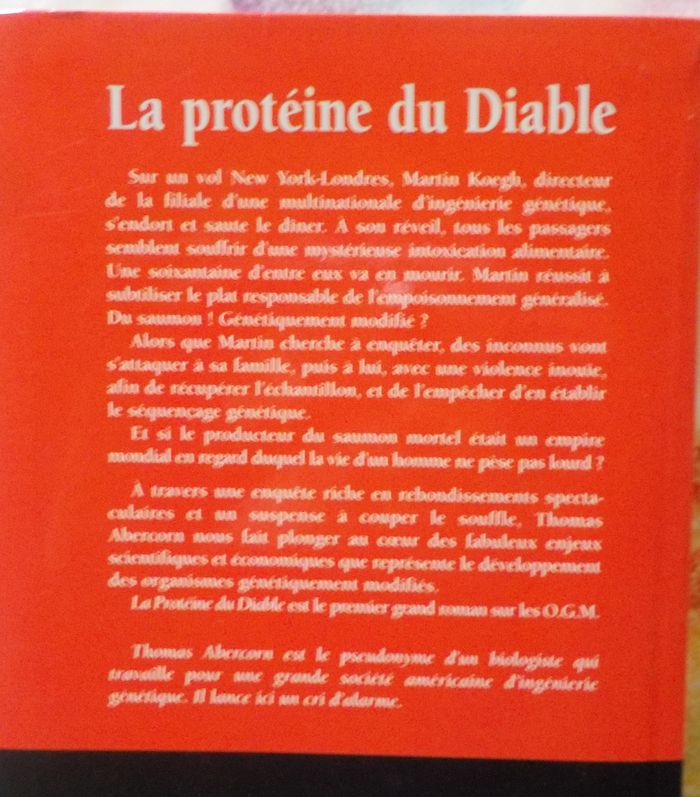 La protéine du Diable
Sur un vol New York-Londres, Martin Koegh, directeur
de la filiale d'une multinationale d'ingénierie génétique,
s'endort et saute le dîner. À son réveil, tous les passagers
semblent souffrir d'une mystérieuse intoxication alimentaire.
Une soixantaine d'entre eux va en mourir. Martin réussit à
subtiliser le plat responsable de l'empoisonnement généralisé.
Du saumon ! Génétiquement modifié ?
Alors que Martin cherche à enquêter, des inconnus vont
s'attaquer à sa famille, puis à lui, avec une violence inouïe,
afin de récupérer l'échantillon, et de l'empêcher d'en établir
le séquençage génétique.
Et si le producteur du saumon mortel était un empire
mondial en regard duquel la vie d'un homme ne pèse pas lourd ?
À travers une enquête riche en rebondissements specta-
culaires et un suspense à couper le souffle, Thomas
Abercorn nous fait plonger au cœur des fabuleux enjeux
scientifiques et économiques que représente le développement
des organismes génétiquement modifiés.
La Protéine du Diable est le premier grand roman sur les O.G.M.
Thomas Abercorn est le pseudonyme d'un biologiste qui
travaille pour une grande société américaine d'ingénierie
génétique. Il lance ici un cri d'alarme.